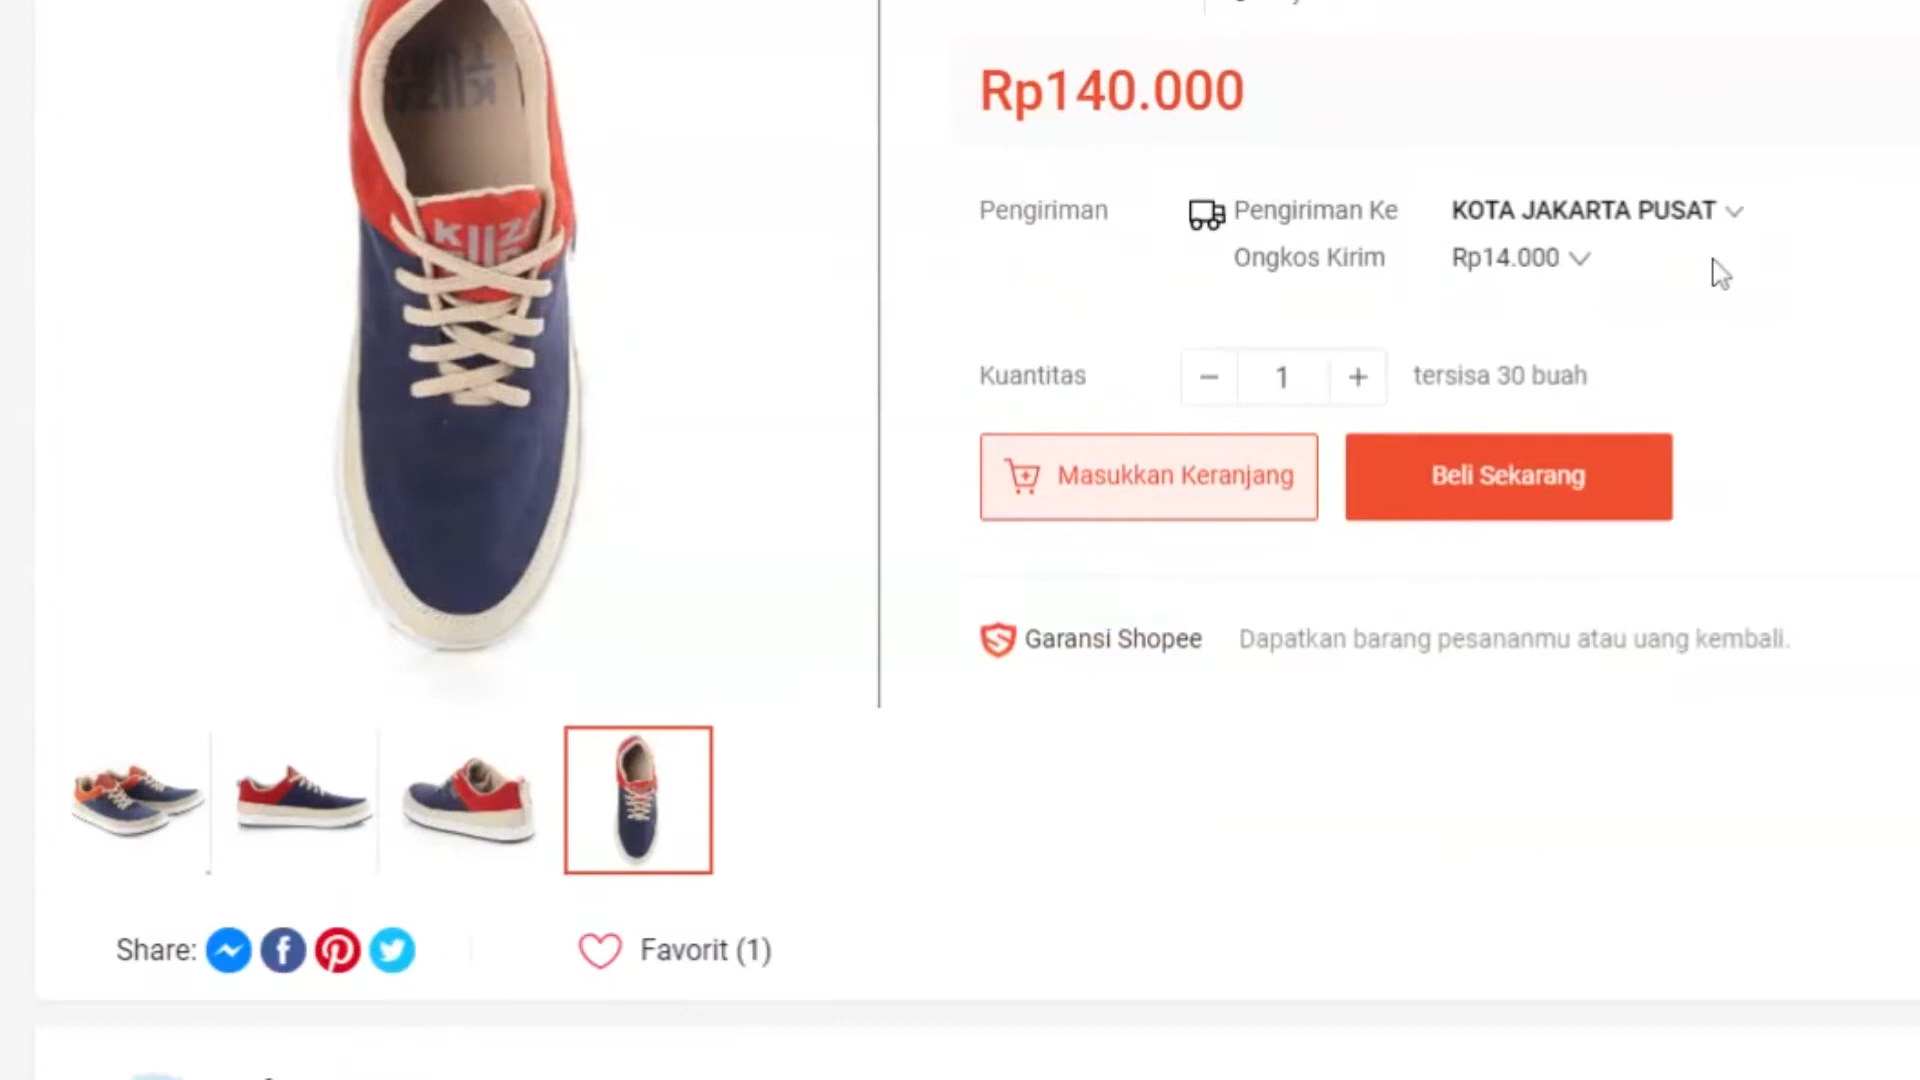 Rp140.000
Pengiriman
Pengiriman Ke
KOTA JAKARTA PUSAT
Ongkos Kirim
Rp14.000
Kuantitas
1
tersisa 30 buah
Masukkan Keranjang
Beli Sekarang
Garansi Shopee
Dapatkan barang pesananmu atau uang kembali.
Share:
Favorit (1)